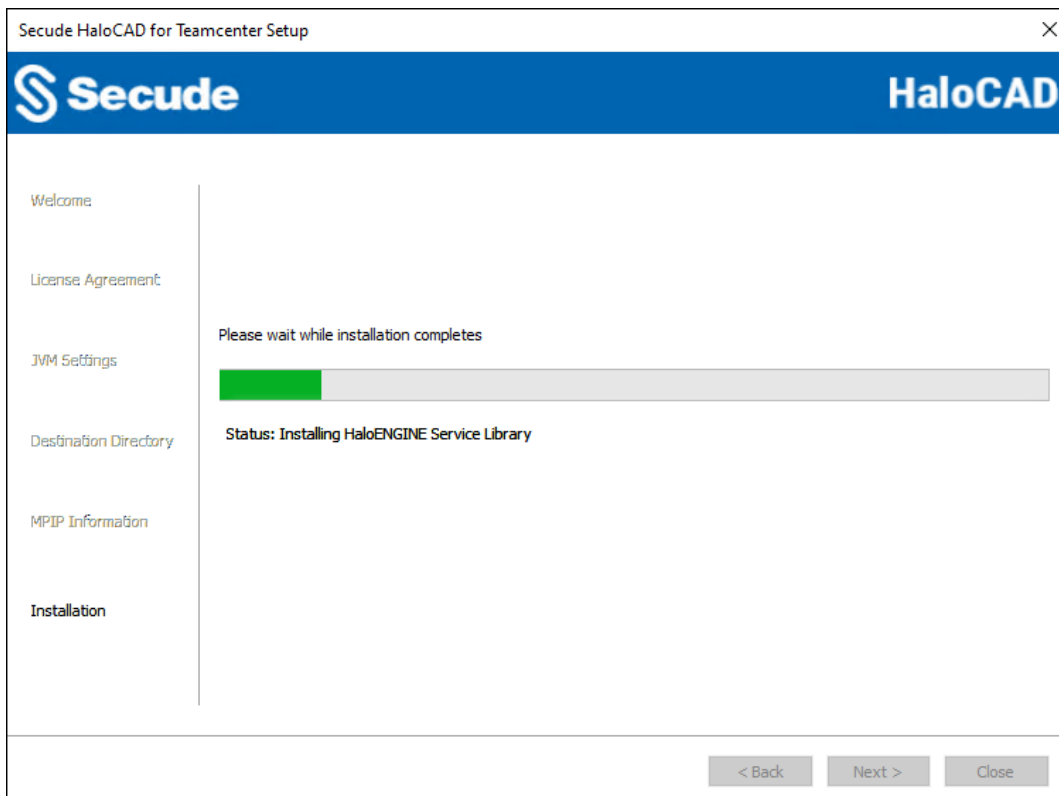 Secude HaloCAD for Teamcenter Setup
Secude
HaloCAD
Welcome
License Agreement
JVM Settings
Destination Directory
MPIP Information
Installation
Please wait while installation completes
Status: Installing HaloENGINE Service Library
< Back
Next >
Close